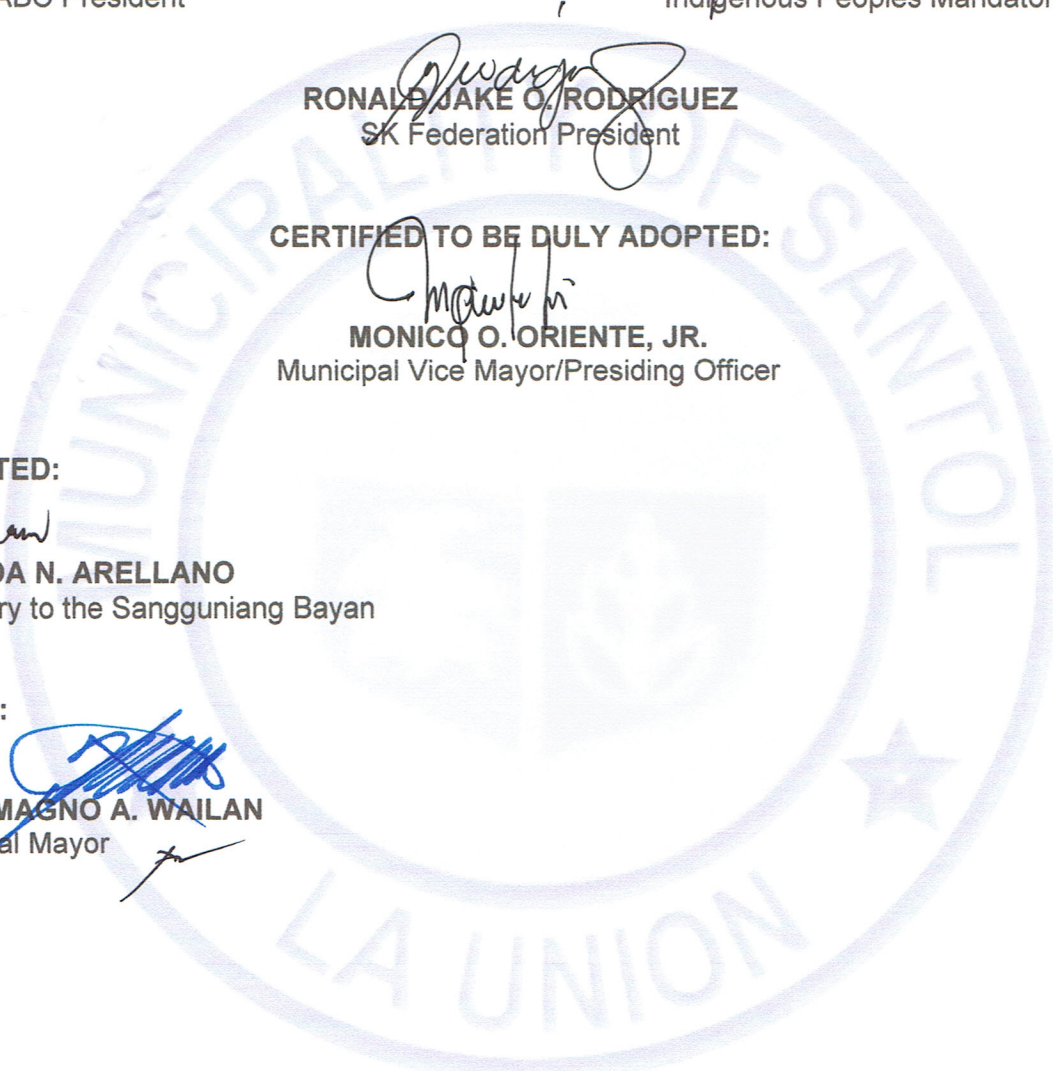 ABC President
Indigenous Peoples Mandator
RONALD JAKE O. RODRIGUEZ
SK Federation President
CERTIFIED TO BE DULY ADOPTED:
MONICO O. ORIENTE, JR.
Municipal Vice Mayor/Presiding Officer
TED:
DA N. ARELLANO
ry to the Sangguniang Bayan
:
MAGNO A. WAILAN
al Mayor
MUNICIPALITY OF SANTOL
LA UNION